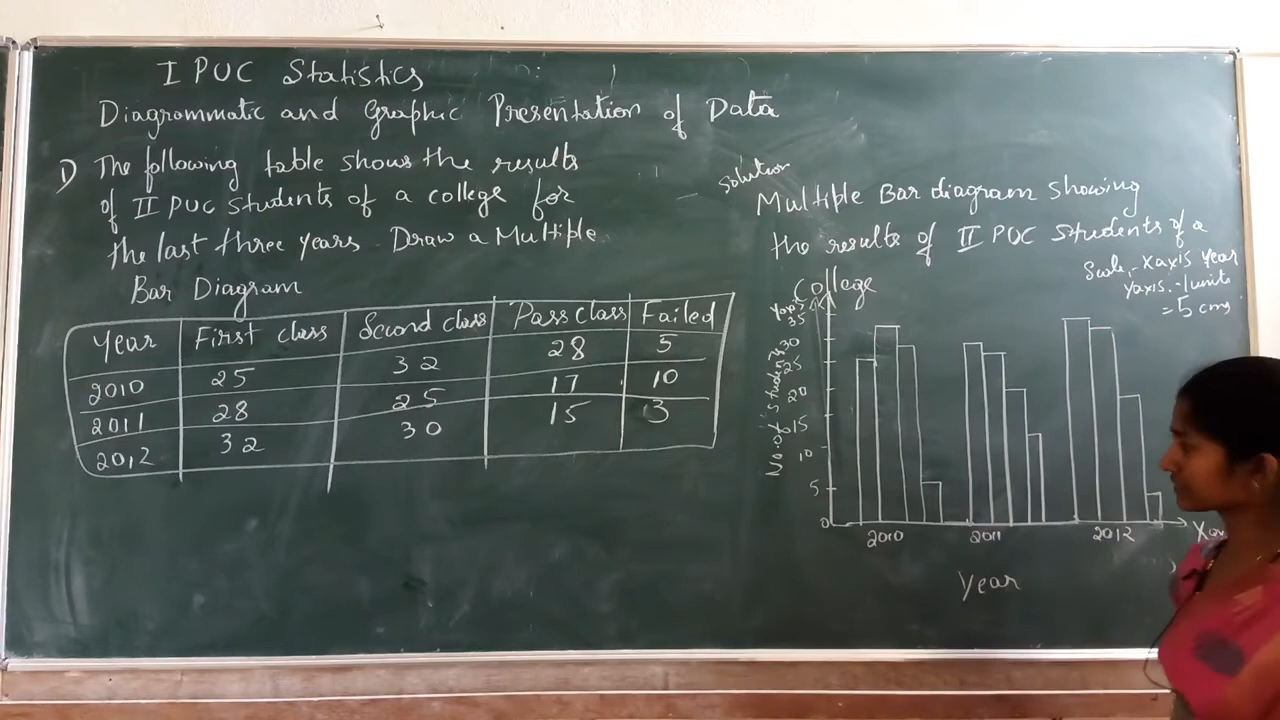 I PUC Statistics
Diagrammatic and Graphic Presentation of Data
1) The following table shows the results
of II PUC Students of a college for
the last three years. Draw a Multiple
Bar Diagram
Year First class Second class Pass class Failed
2010 25 32 28 5
2011 28 25 17 10
2012 32 30 15 3
Solution
Multiple Bar diagram showing
the results of II PUC Students of a
College
Scale:- X axis year
Y axis :- 1 unit
= 5 cms
No. of students
35
30
25
20
15
10
5
0
2010 2011 2012
Year